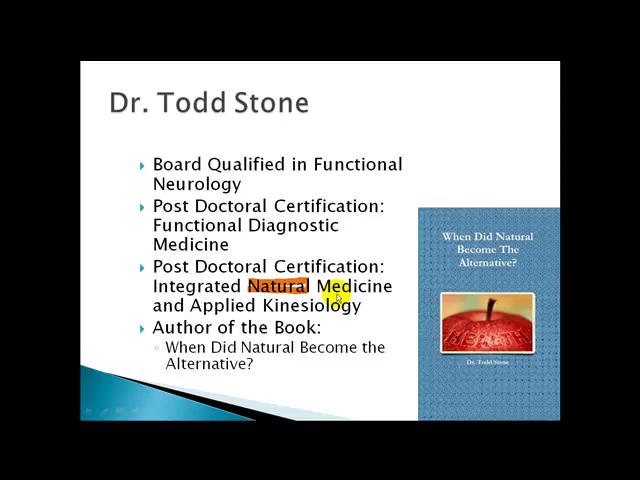 Dr. Todd Stone
Board Qualified in Functional
Neurology
Post Doctoral Certification:
Functional Diagnostic
Medicine
Post Doctoral Certification:
Integrated Natural Medicine
and Applied Kinesiology
Author of the Book:
When Did Natural Become the
Alternative?
When Did Natural
Become The
Alternative?
HEALTH
Dr. Todd Stone